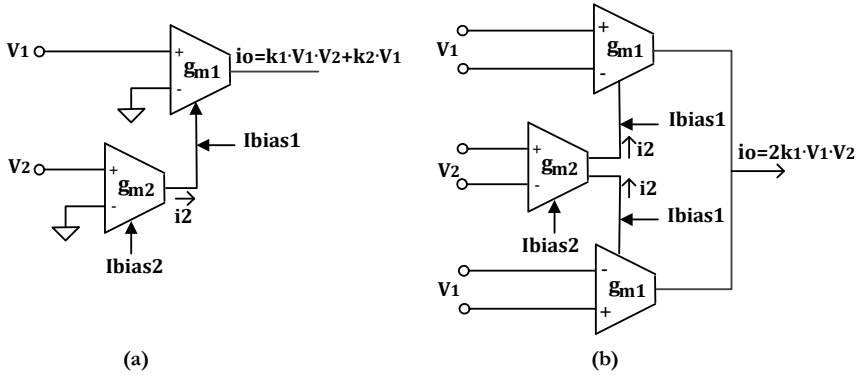 V1
+
-
gm1
io=k1·V1·V2+k2·V1
Ibias1
V2
+
-
gm2
i2
Ibias2
(a)
V1
+
-
gm1
Ibias1
i2
V2
+
-
gm2
i2
Ibias1
Ibias2
io=2k1·V1·V2
V1
-
+
gm1
(b)